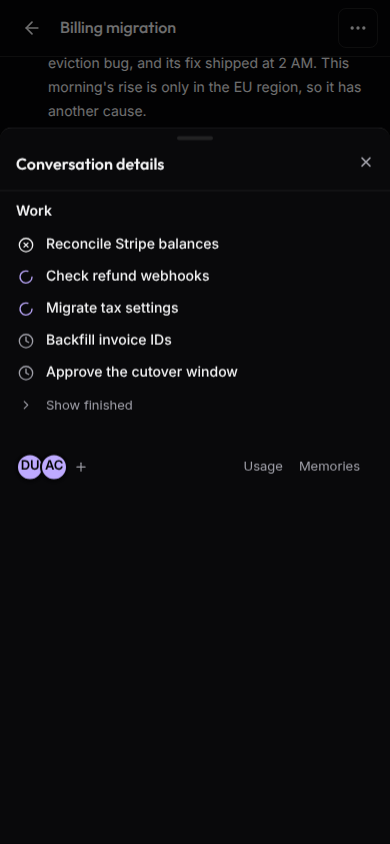 Billing migration
eviction bug, and its fix shipped at 2 AM. This
morning's rise is only in the EU region, so it has
another cause.
Conversation details
Work
Reconcile Stripe balances
Check refund webhooks
Migrate tax settings
Backfill invoice IDs
Approve the cutover window
Show finished
DU AC + Usage Memories